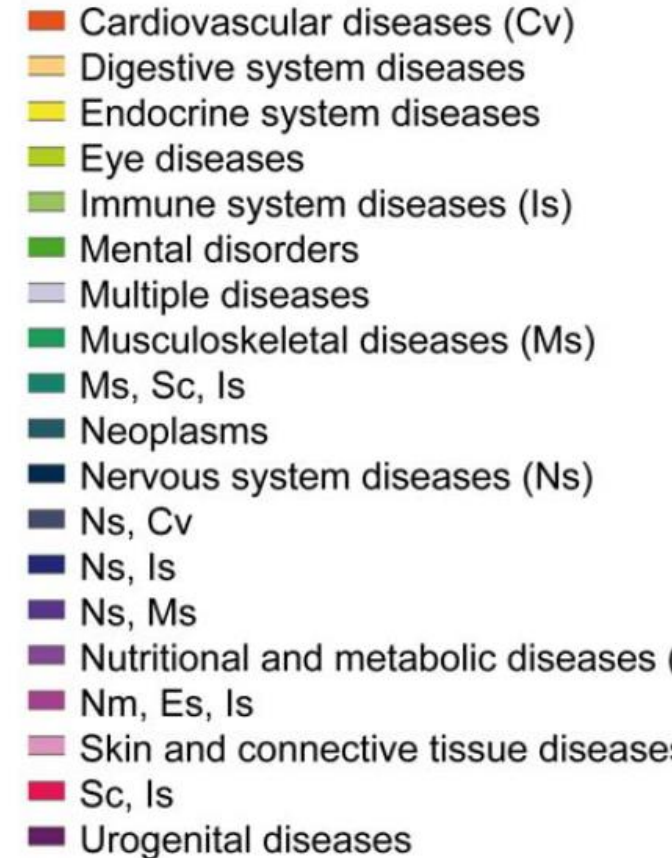 Cardiovascular diseases (Cv)
Digestive system diseases
Endocrine system diseases
Eye diseases
Immune system diseases (Is)
Mental disorders
Multiple diseases
Musculoskeletal diseases (Ms)
Ms, Sc, Is
Neoplasms
Nervous system diseases (Ns)
Ns, Cv
Ns, Is
Ns, Ms
Nutritional and metabolic diseases (
Nm, Es, Is
Skin and connective tissue diseases
Sc, Is
Urogenital diseases